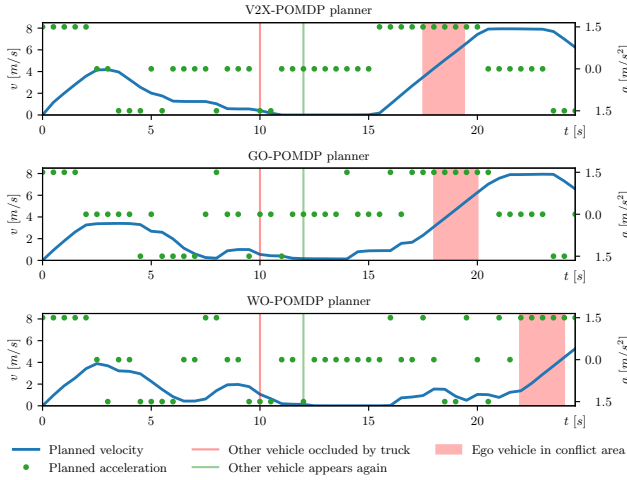 V2X-POMDP planner
8
6
4
2
0
v [m/s]
1.5
0.0
1.5
a [m/s²]
0
5
10
15
20
t [s]
GO-POMDP planner
8
6
4
2
0
v [m/s]
1.5
0.0
1.5
a [m/s²]
0
5
10
15
20
t [s]
WO-POMDP planner
8
6
4
2
0
v [m/s]
1.5
0.0
1.5
a [m/s²]
0
5
10
15
20
t [s]
Planned velocity
Planned acceleration
Other vehicle occluded by truck
Other vehicle appears again
Ego vehicle in conflict area